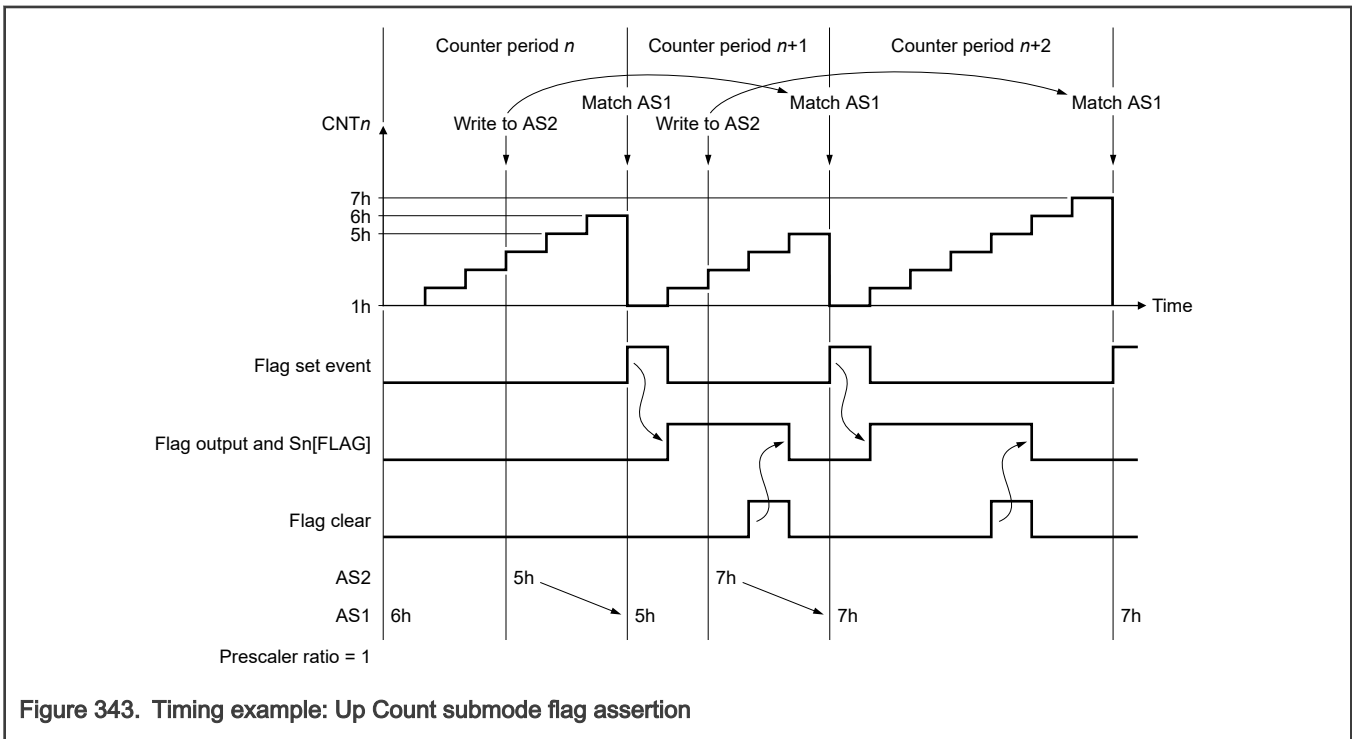 Counter period n Counter period n+1 Counter period n+2
Match AS1 Match AS1 Match AS1
CNTn Write to AS2 Write to AS2
7h
6h
5h
1h Time
Flag set event
Flag output and Sn[FLAG]
Flag clear
AS2 5h 7h
AS1 6h 5h 7h 7h
Prescaler ratio = 1
Figure 343. Timing example: Up Count submode flag assertion